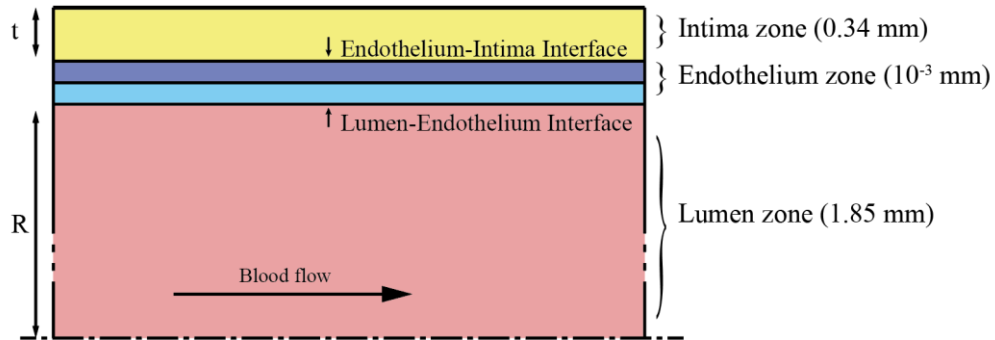 t
} Intima zone (0.34 mm)
Endothelium-Intima Interface
} Endothelium zone (10⁻³ mm)
Lumen-Endothelium Interface
R
Lumen zone (1.85 mm)
Blood flow